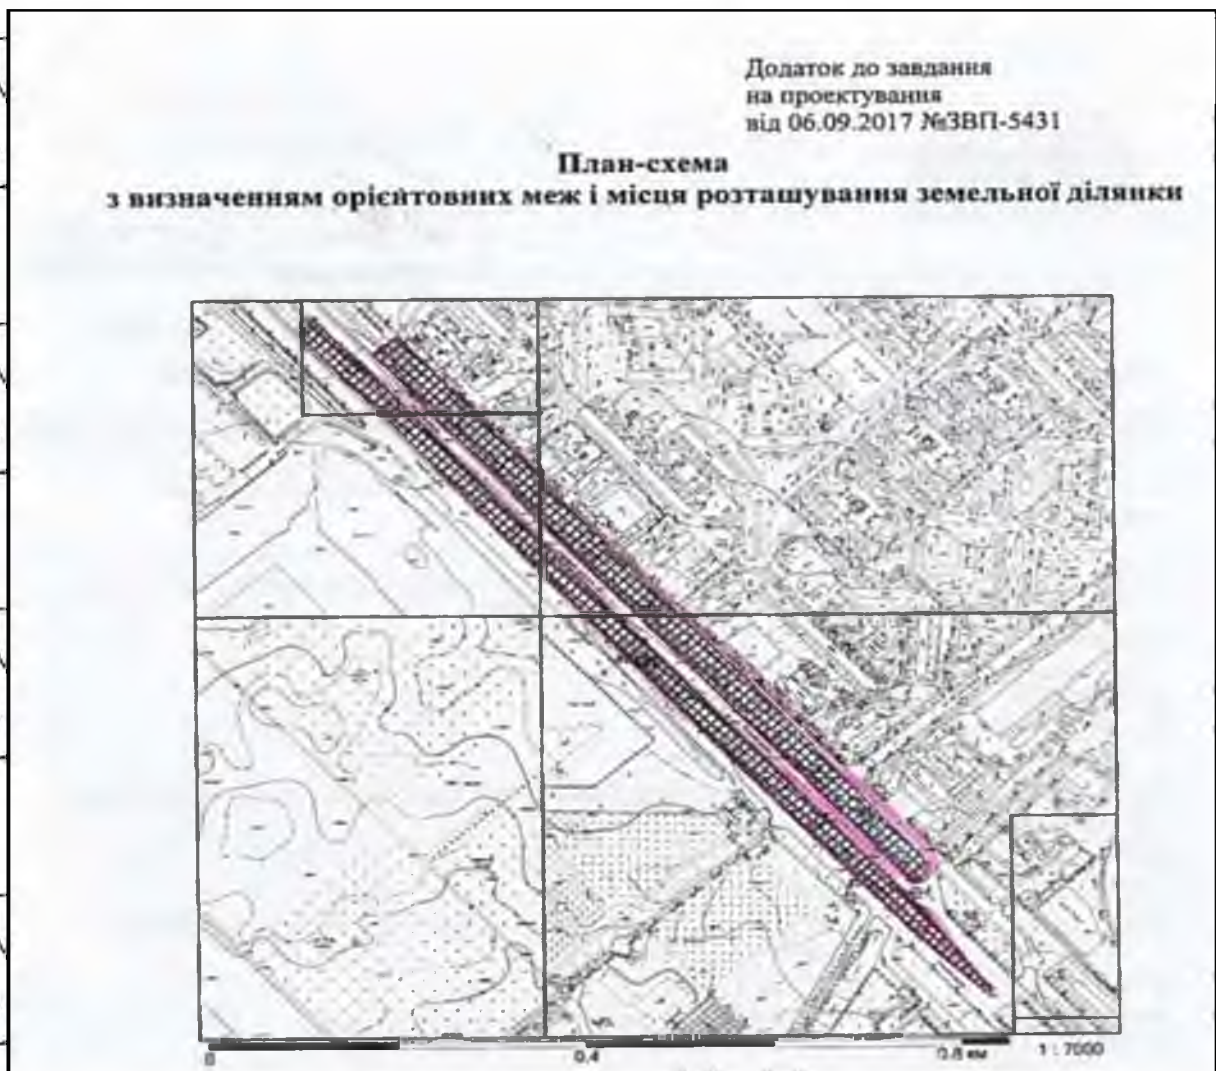 Додаток до завдання
на проектування
від 06.09.2017 №ЗВП-5431
План-схема
з визначенням орієнтовних меж і місця розташування земельної ділянки
0 0,4 0,8 км 1 : 7000